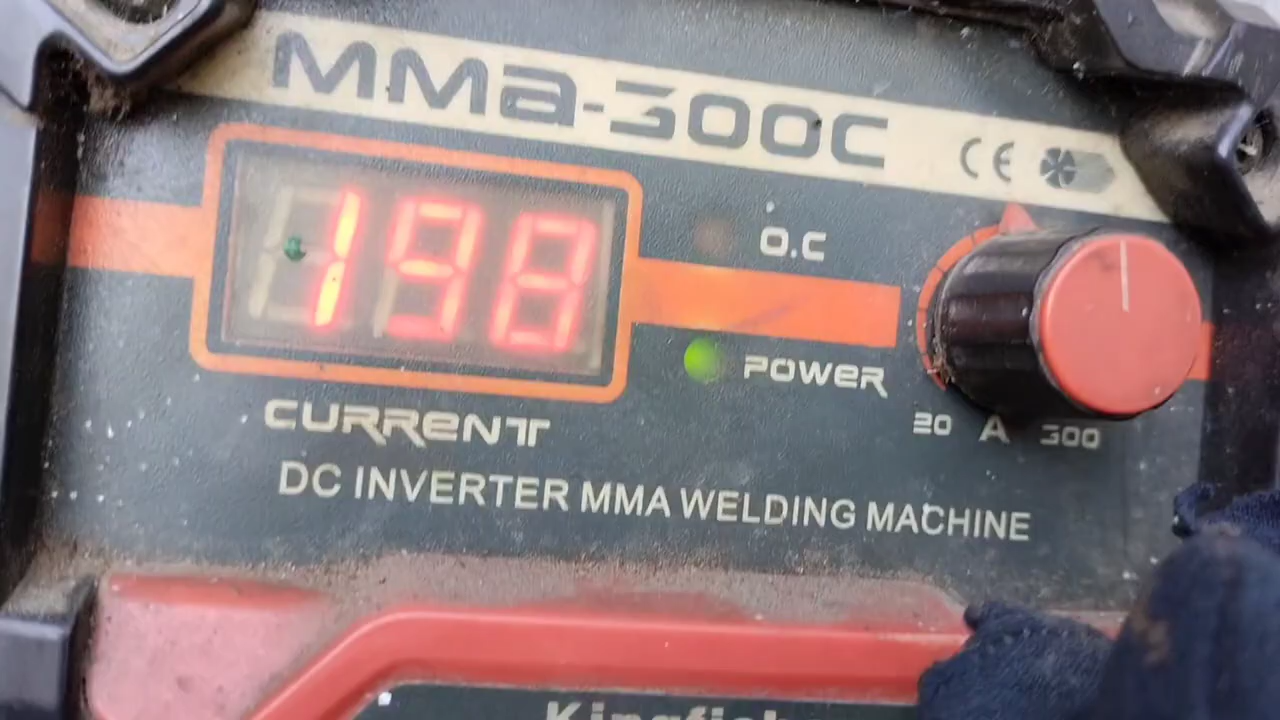 MMA-300C
CE
198
O.C
POWER
CURRENT
20 A 300
DC INVERTER MMA WELDING MACHINE